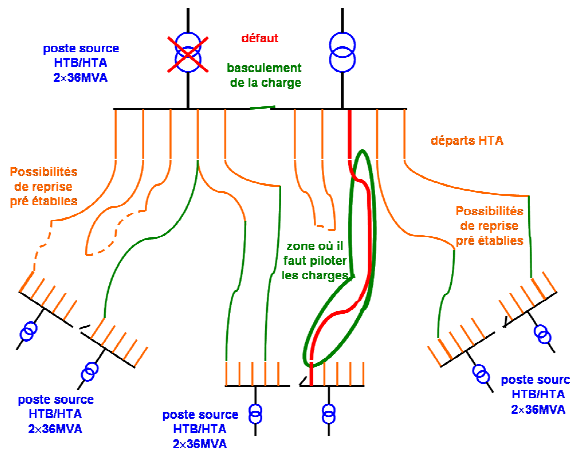 défaut
poste source
HTB/HTA
2×36MVA
basculement
de la charge
départs HTA
Possibilités
de reprise
pré établies
Possibilités
de reprise
pré établies
zone où il
faut piloter
les charges
poste source
HTB/HTA
2×36MVA
poste source
HTB/HTA
2×36MVA
poste sourc
HTB/HTA
2×36MVA